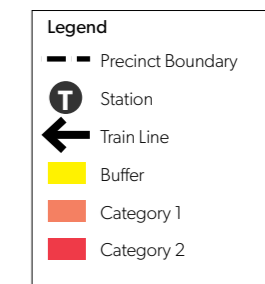 Legend
Precinct Boundary
T
Station
Train Line
Buffer
Category 1
Category 2